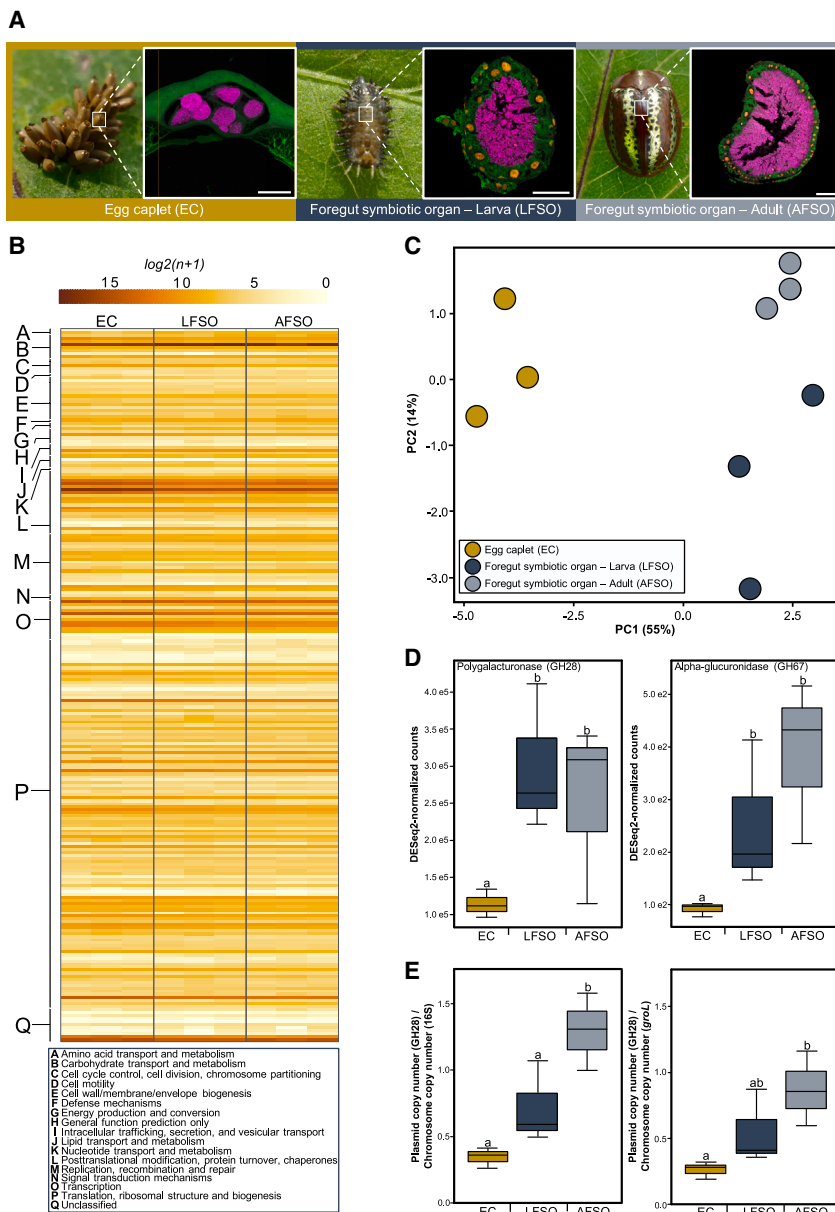 A
Egg caplet (EC)
Foregut symbiotic organ – Larva (LFSO)
Foregut symbiotic organ – Adult (AFSO)
B
log2(n+1)
15 10 5 0
EC LFSO AFSO
A
B
C
D
E
F
G
H
I
J
K
L
M
N
O
P
Q
A Amino acid transport and metabolism
B Carbohydrate transport and metabolism
C Cell cycle control, cell division, chromosome partitioning
D Cell motility
E Cell wall/membrane/envelope biogenesis
F Defense mechanisms
G Energy production and conversion
H General function prediction only
I Intracellular trafficking, secretion, and vesicular transport
J Lipid transport and metabolism
K Nucleotide transport and metabolism
L Posttranslational modification, protein turnover, chaperones
M Replication, recombination and repair
N Signal transduction mechanisms
O Transcription
P Translation, ribosomal structure and biogenesis
Q Unclassified
C
PC2 (14%)
1.0
0.0
-1.0
-2.0
-3.0
Egg caplet (EC)
Foregut symbiotic organ – Larva (LFSO)
Foregut symbiotic organ – Adult (AFSO)
-5.0 -2.5 0.0 2.5
PC1 (55%)
D
Polygalacturonase (GH28)
DESeq2-normalized counts
4.0 e5
3.5 e5
3.0 e5
2.5 e5
2.0 e5
1.5 e5
1.0 e5
a b b
EC LFSO AFSO
Alpha-glucuronidase (GH67)
DESeq2-normalized counts
5.0 e2
4.0 e2
3.0 e2
2.0 e2
1.0 e2
a b b
EC LFSO AFSO
E
Plasmid copy number (GH28) /
Chromosome copy number (16S)
1.5
1.0
0.5
0.0
a a b
EC LFSO AFSO
Plasmid copy number (GH28) /
Chromosome copy number (groL)
1.5
1.0
0.5
0.0
a ab b
EC LFSO AFSO